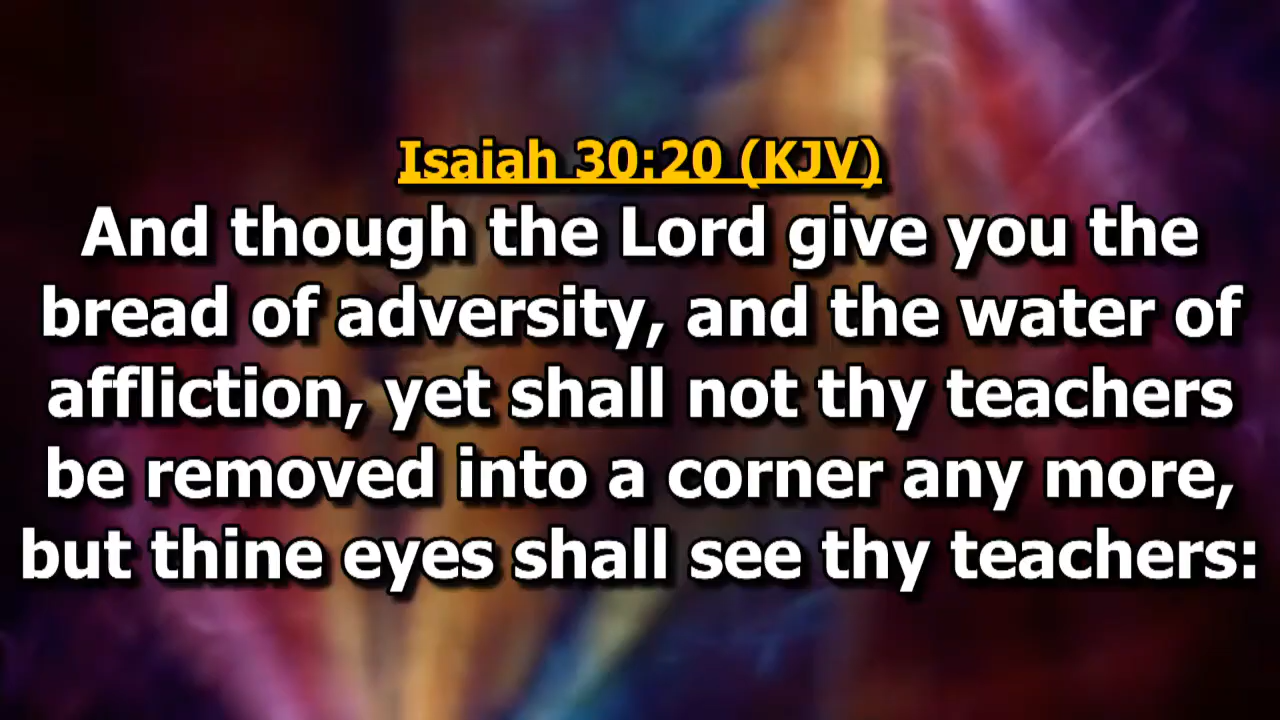 Isaiah 30:20 (KJV)
And though the Lord give you the
bread of adversity, and the water of
affliction, yet shall not thy teachers
be removed into a corner any more,
but thine eyes shall see thy teachers: